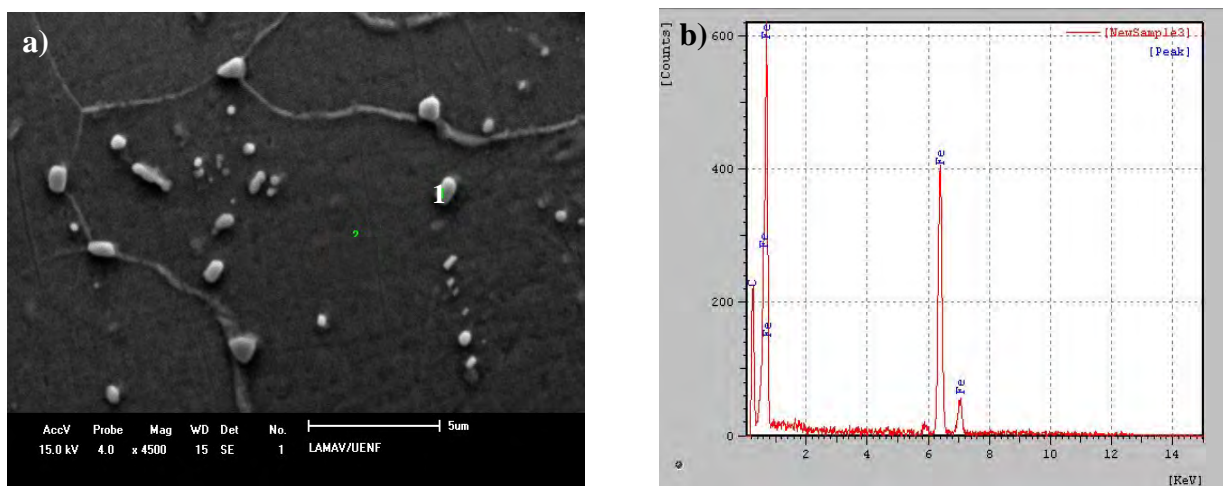 a)
1
?
AccV Probe Mag WD Det No.
15.0 kV 4.0 x 4500 15 SE 1
5um
LAMAV/UENF
b)
[NewSample3]
[Peak]
[Counts]
600
400
200
0
Fe
Fe
Fe
C
Fe
Fe
2 4 6 8 10 12 14
[KeV]